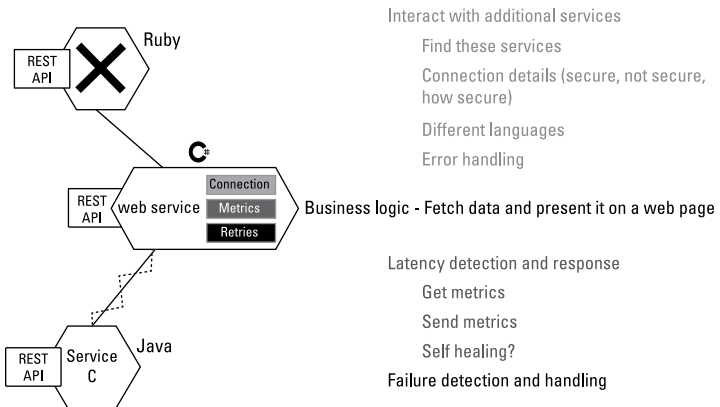 Interact with additional services
Ruby
Find these services
REST
API
Connection details (secure, not secure,
how secure)
Different languages
C#
Error handling
Connection
REST
API
web service
Metrics
Business logic - Fetch data and present it on a web page
Retries
Latency detection and response
Get metrics
Send metrics
Java
Self healing?
REST
API
Service
C
Failure detection and handling